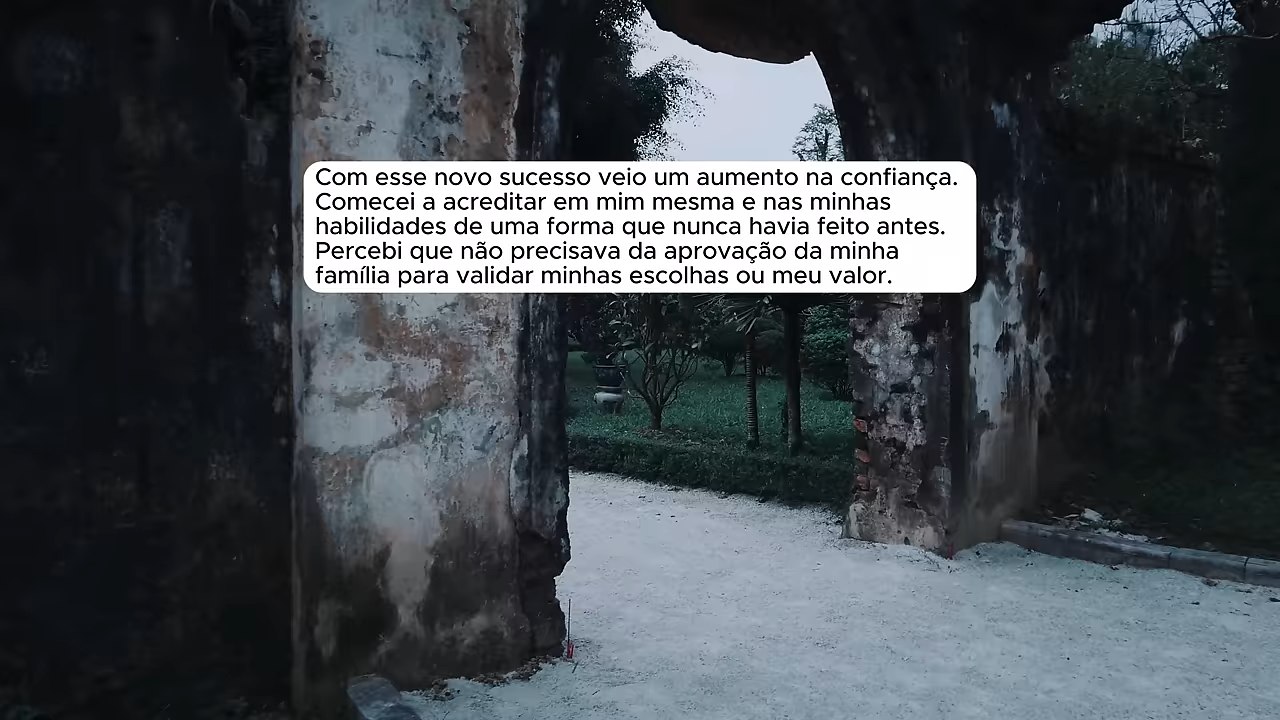 Com esse novo sucesso veio um aumento na confiança.
Comecei a acreditar em mim mesma e nas minhas
habilidades de uma forma que nunca havia feito antes.
Percebi que não precisava da aprovação da minha
família para validar minhas escolhas ou meu valor.